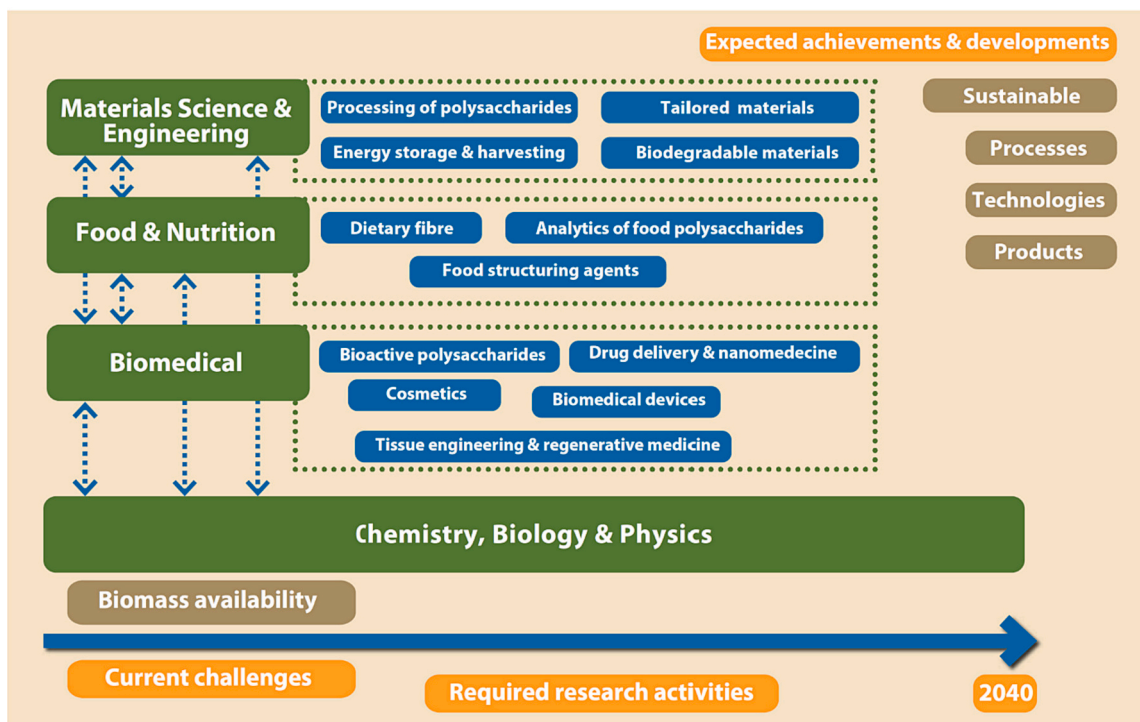 Expected achievements & developments
Sustainable
Processes
Technologies
Products
Materials Science &
Engineering
Processing of polysaccharides
Tailored materials
Energy storage & harvesting
Biodegradable materials
Food & Nutrition
Dietary fibre
Analytics of food polysaccharides
Food structuring agents
Biomedical
Bioactive polysaccharides
Drug delivery & nanomedecine
Cosmetics
Biomedical devices
Tissue engineering & regenerative medicine
Chemistry, Biology & Physics
Biomass availability
Current challenges
Required research activities
2040